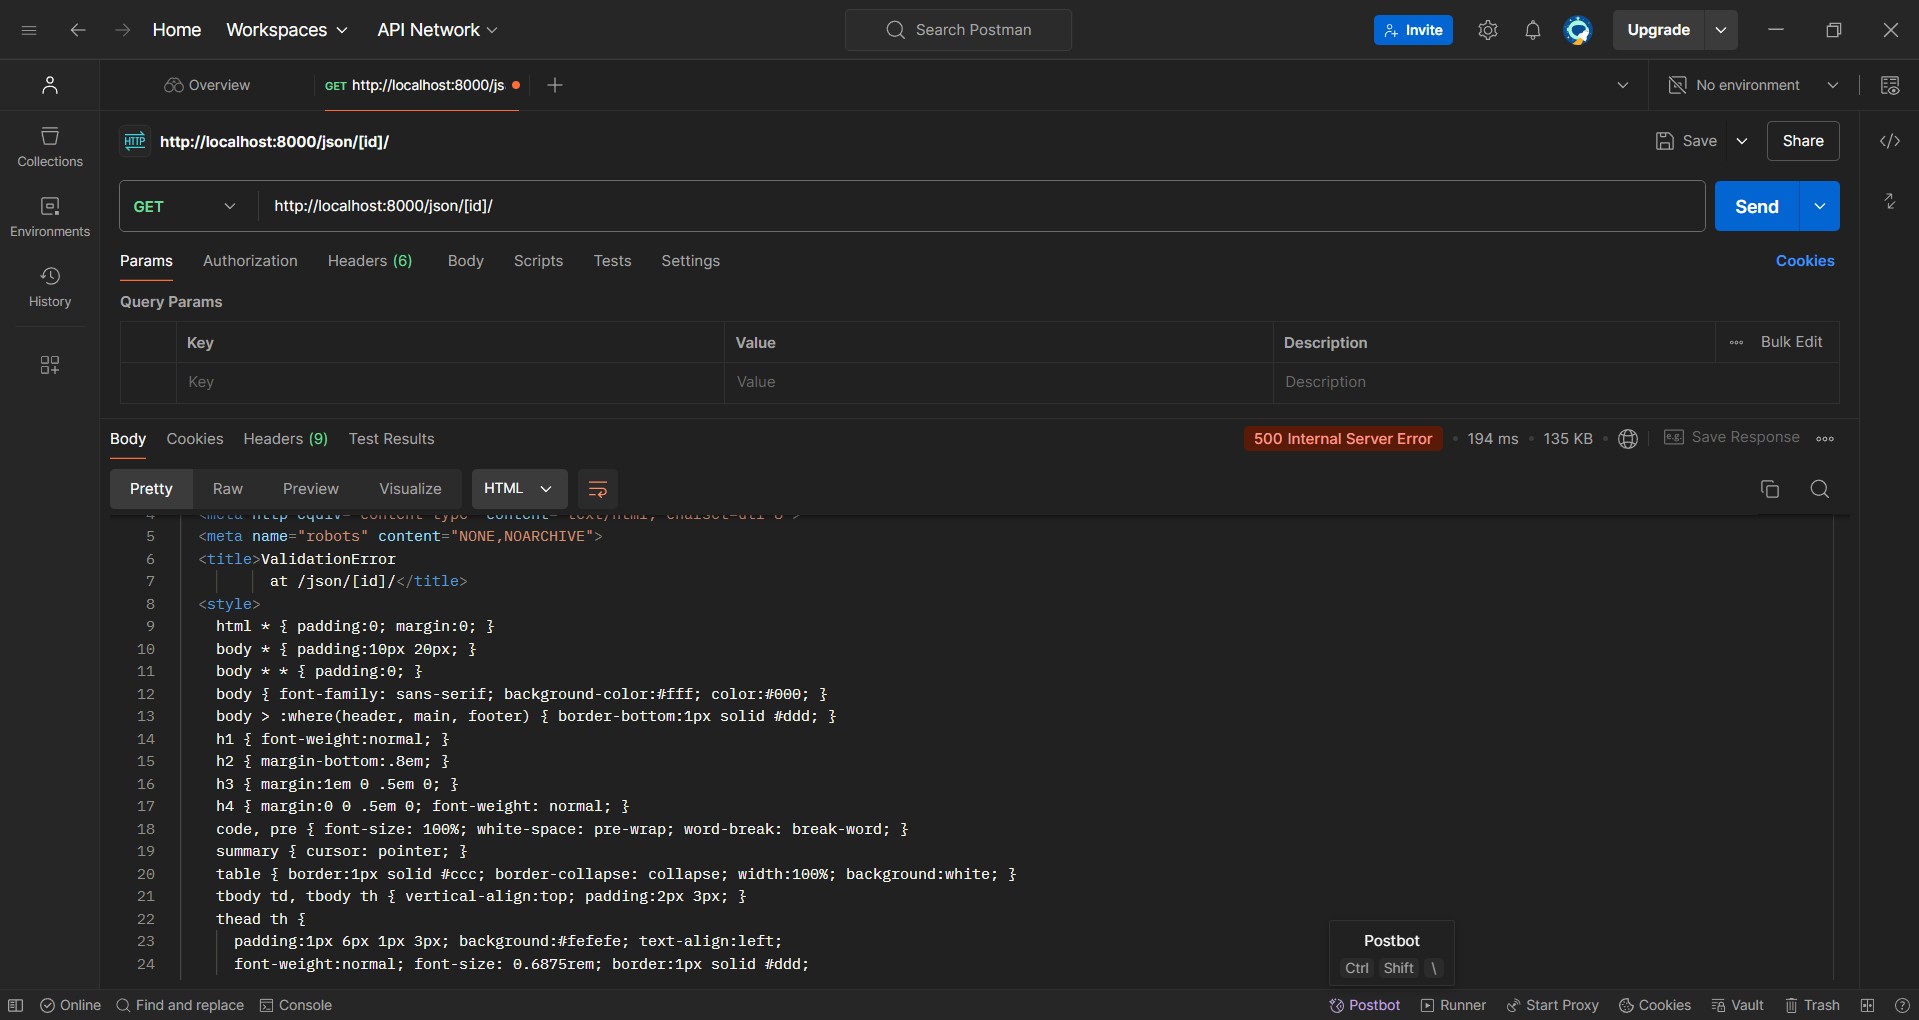 Home
Workspaces
API Network
Search Postman
Invite
Upgrade
Overview
GET http://localhost:8000/js
No environment
HTTP http://localhost:8000/json/[id]/
Save
Share
Collections
Environments
History
GET
http://localhost:8000/json/[id]/
Send
Params
Authorization
Headers (6)
Body
Scripts
Tests
Settings
Cookies
Query Params
Key
Value
Description
Bulk Edit
Key
Value
Description
Body
Cookies
Headers (9)
Test Results
500 Internal Server Error
194 ms
135 KB
e.g.
Save Response
Pretty
Raw
Preview
Visualize
HTML
4 <meta http-equiv="content-type" content="text/html; charset=utf-8">
5 <meta name="robots" content="NONE,NOARCHIVE">
6 <title>ValidationError
7 at /json/[id]/</title>
8 <style>
9 html * { padding:0; margin:0; }
10 body * { padding:10px 20px; }
11 body * * { padding:0; }
12 body { font-family: sans-serif; background-color:#fff; color:#000; }
13 body > :where(header, main, footer) { border-bottom:1px solid #ddd; }
14 h1 { font-weight:normal; }
15 h2 { margin-bottom:.8em; }
16 h3 { margin:1em 0 .5em 0; }
17 h4 { margin:0 0 .5em 0; font-weight: normal; }
18 code, pre { font-size: 100%; white-space: pre-wrap; word-break: break-word; }
19 summary { cursor: pointer; }
20 table { border:1px solid #ccc; border-collapse: collapse; width:100%; background:white; }
21 tbody td, tbody th { vertical-align:top; padding:2px 3px; }
22 thead th {
23 padding:1px 6px 1px 3px; background:#fefefe; text-align:left;
24 font-weight:normal; font-size: 0.6875rem; border:1px solid #ddd;
Postbot
Ctrl Shift \
Online
Find and replace
Console
Postbot
Runner
Start Proxy
Cookies
Vault
Trash